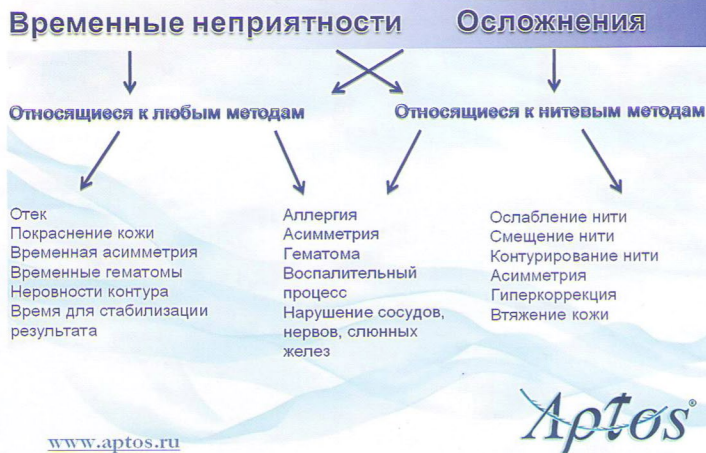 Временные неприятности
Осложнения
Относящиеся к любым методам
Относящиеся к нитевым методам
Отек
Покраснение кожи
Временная асимметрия
Временные гематомы
Неровности контура
Время для стабилизации
результата
Аллергия
Асимметрия
Гематома
Воспалительный
процесс
Нарушение сосудов,
нервов, слюнных
желез
Ослабление нити
Смещение нити
Контурирование нити
Асимметрия
Гиперкоррекция
Втяжение кожи
www.aptos.ru
Aptos®